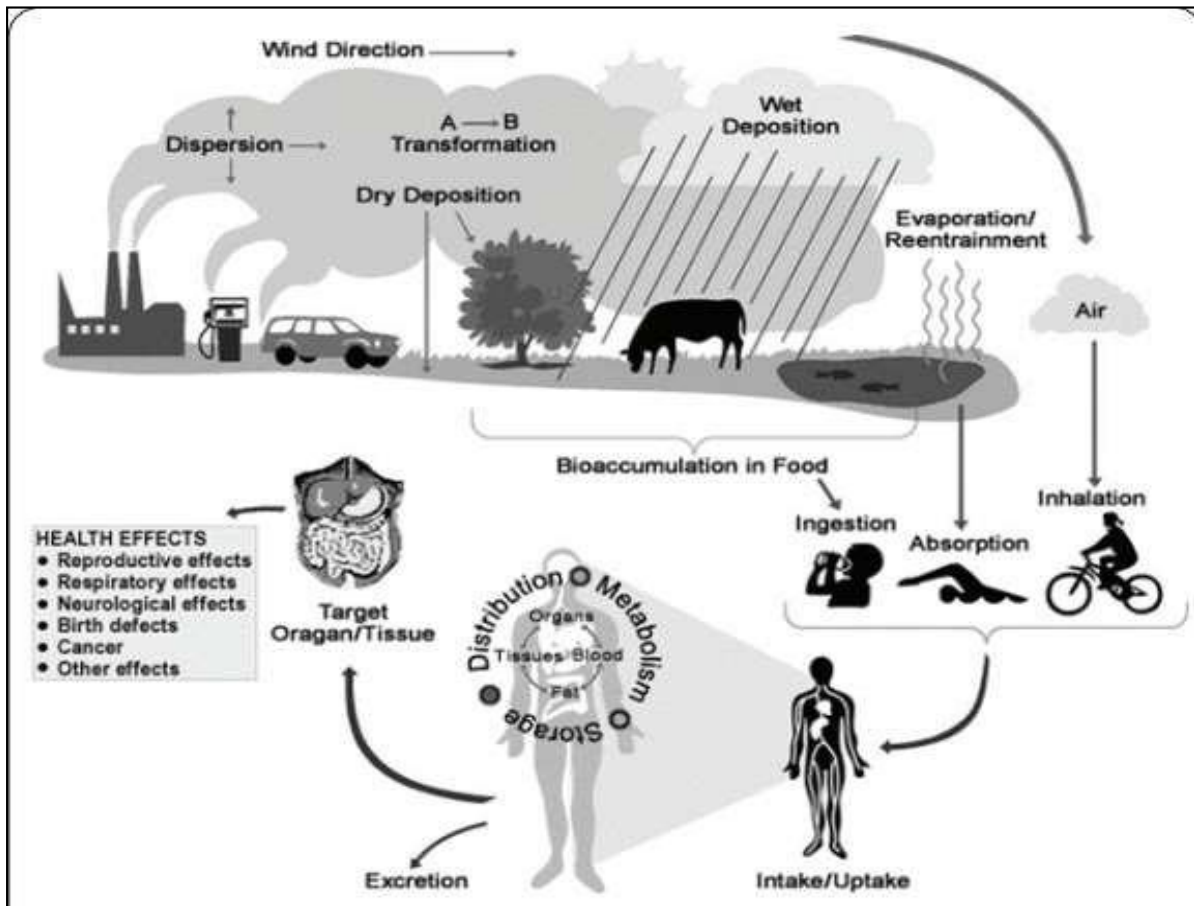 Wind Direction
Wet
Deposition
A → B
Dispersion
Transformation
Dry Deposition
Evaporation/
Reentrainment
Air
Bioaccumulation in Food
Inhalation
Ingestion
Absorption
HEALTH EFFECTS
● Reproductive effects
● Respiratory effects
● Neurological effects
● Birth defects
● Cancer
● Other effects
Target
Oragan/Tissue
Distribution
Metabolism
Storage
Organs
Tissues Blood
Fat
Excretion
Intake/Uptake